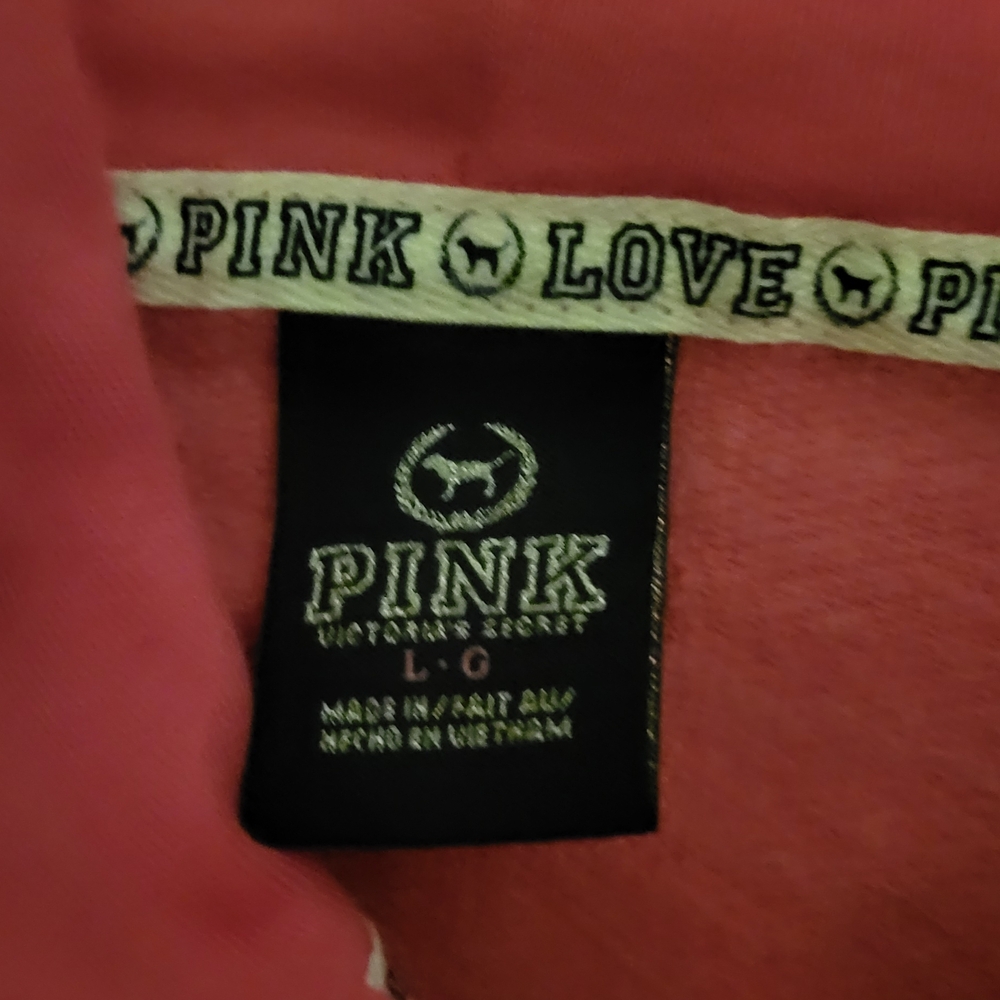 PINK LOVE PI
PINK
VICTORIA'S SECRET
L · G
MADE IN/FAIT AU/
HECHO EN VIETNAM